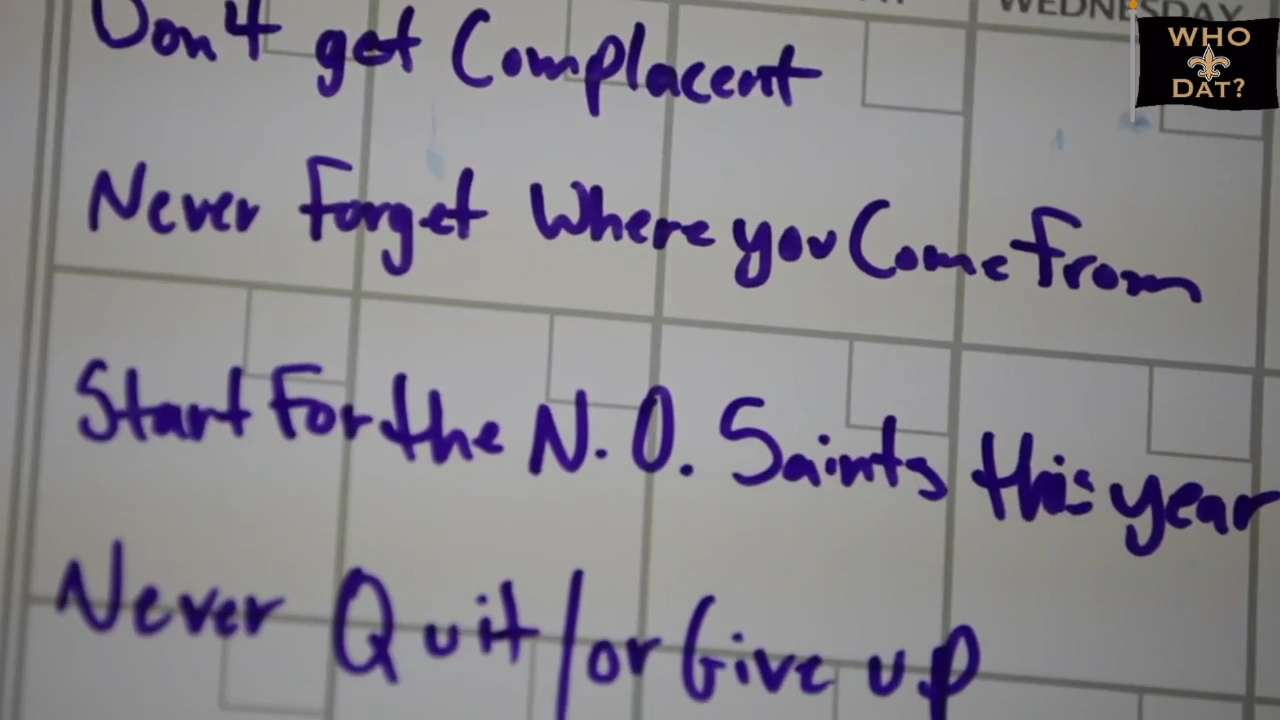 WEDNESDAY
WHO
DAT?
Don't get Complacent
Never Forget Where you Come From
Start For the N.O. Saints this year
Never Quit/or Give up